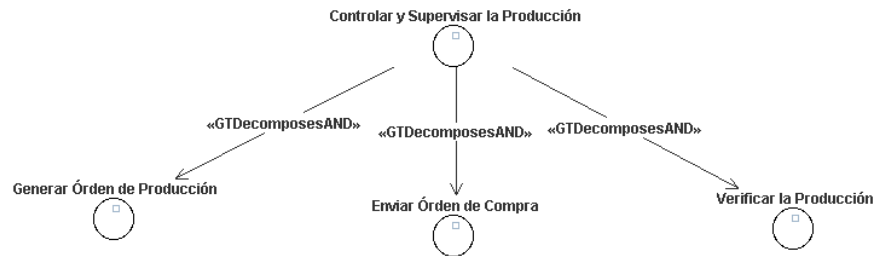 Controlar y Supervisar la Producción
«GTDecomposesAND»
«GTDecomposesAND»
«GTDecomposesAND»
Generar Órden de Producción
Enviar Órden de Compra
Verificar la Producción